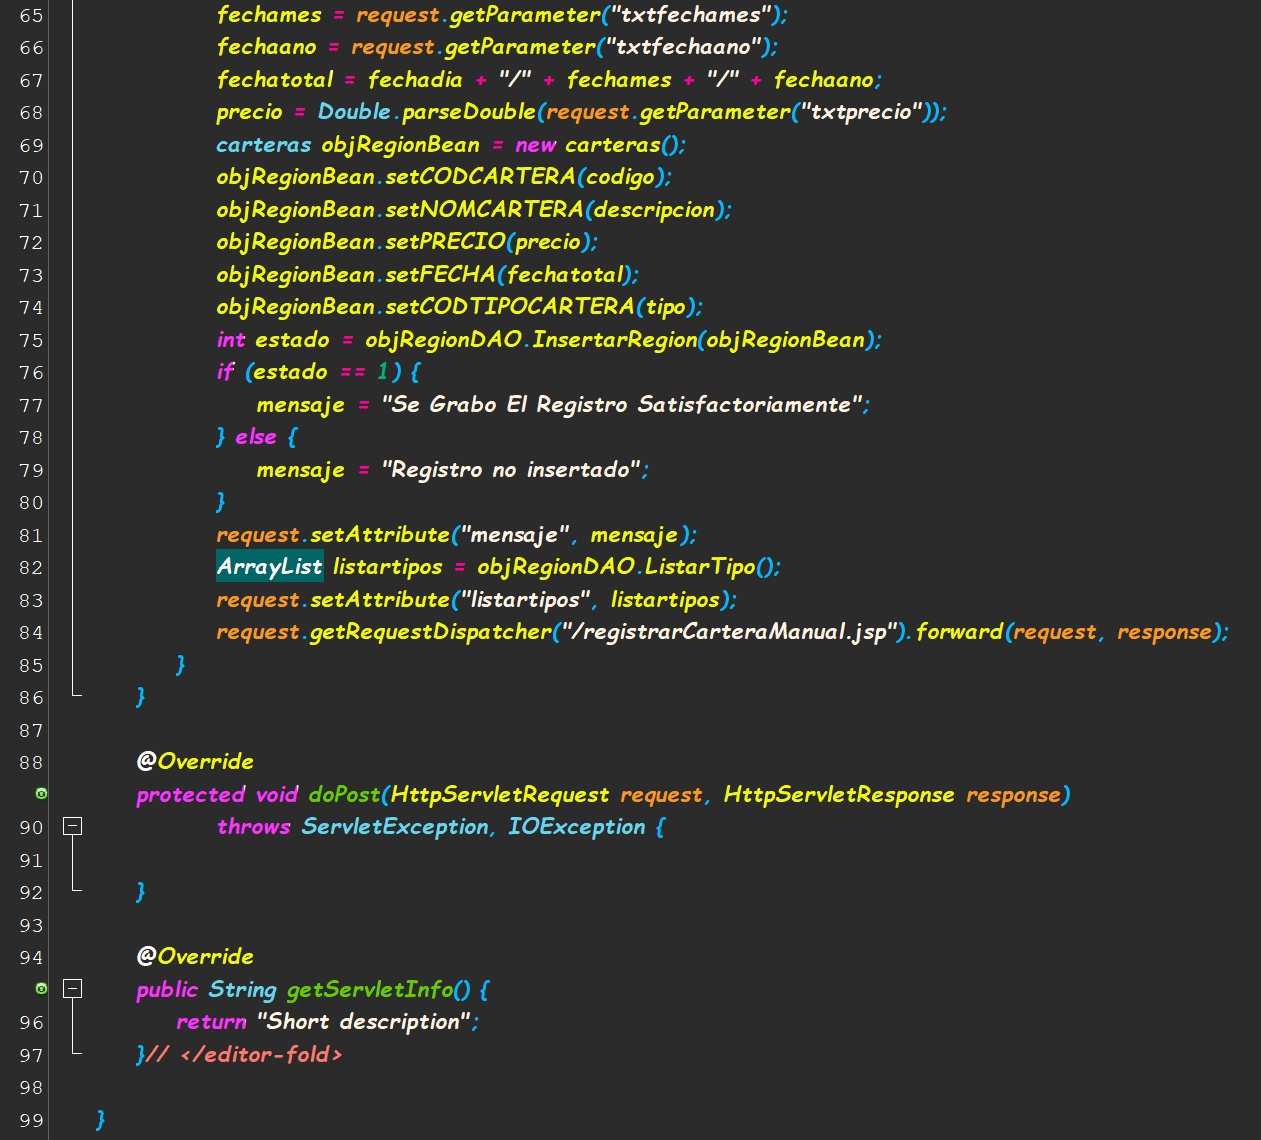 65 fechames = request.getParameter("txtfechames");
66 fechaano = request.getParameter("txtfechaano");
67 fechatotal = fechadia + "/" + fechames + "/" + fechaano;
68 precio = Double.parseDouble(request.getParameter("txtprecio"));
69 carteras objRegionBean = new carteras();
70 objRegionBean.setCODCARTERA(codigo);
71 objRegionBean.setNOMCARTERA(descripcion);
72 objRegionBean.setPRECIO(precio);
73 objRegionBean.setFECHA(fechatotal);
74 objRegionBean.setCODTIPOCARTERA(tipo);
75 int estado = objRegionDAO.InsertarRegion(objRegionBean);
76 if (estado == 1) {
77 mensaje = "Se Grabo El Registro Satisfactoriamente";
78 } else {
79 mensaje = "Registro no insertado";
80 }
81 request.setAttribute("mensaje", mensaje);
82 ArrayList listartipos = objRegionDAO.ListarTipo();
83 request.setAttribute("listartipos", listartipos);
84 request.getRequestDispatcher("/registrarCarteraManual.jsp").forward(request, response);
85 }
86 }
87
88 @Override
protected void doPost(HttpServletRequest request, HttpServletResponse response)
90 throws ServletException, IOException {
91
92 }
93
94 @Override
public String getServletInfo() {
96 return "Short description";
97 }// </editor-fold>
98
99 }